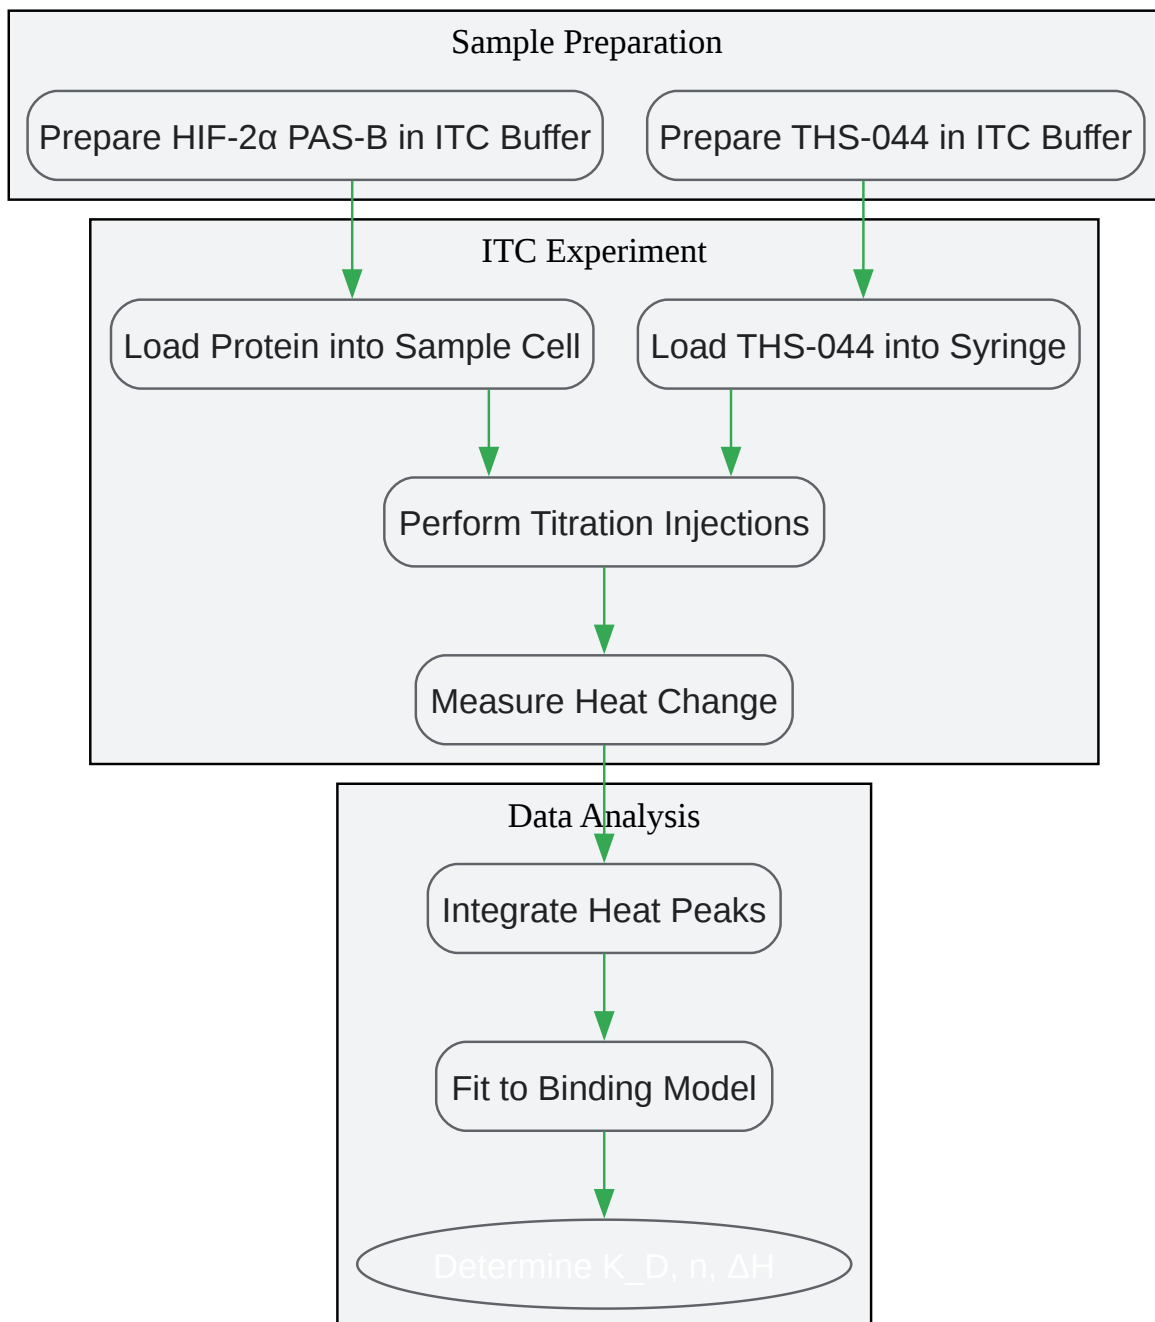 Sample Preparation
Prepare HIF-2α PAS-B in ITC Buffer
Prepare THS-044 in ITC Buffer
ITC Experiment
Load Protein into Sample Cell
Load THS-044 into Syringe
Perform Titration Injections
Measure Heat Change
Data Analysis
Integrate Heat Peaks
Fit to Binding Model
Determine K_D, n, ΔH